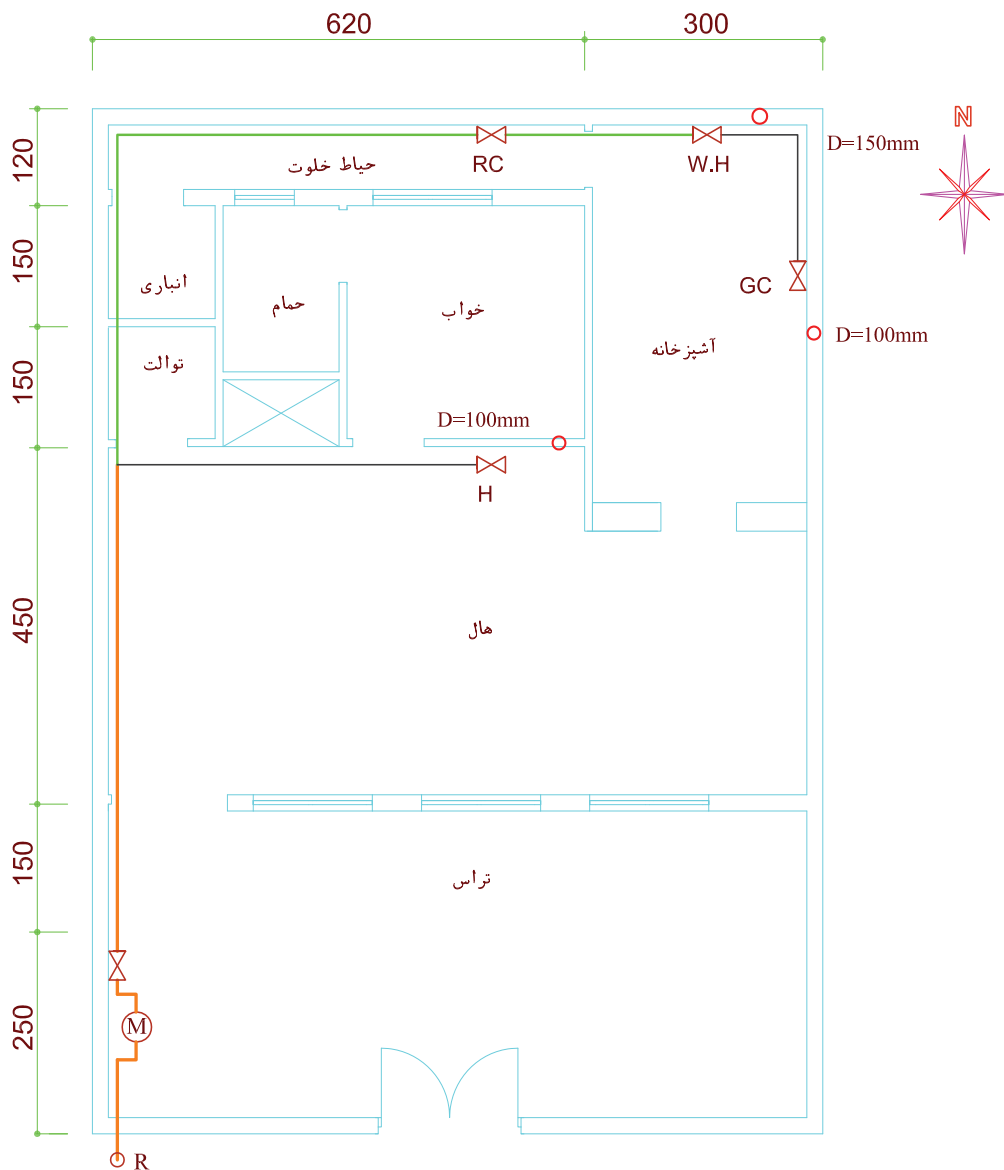 620
300
N
120
D=150mm
RC
W.H
حیاط خلوت
150
انباری
حمام
خواب
GC
آشپزخانه
D=100mm
150
توالت
D=100mm
H
450
هال
150
تراس
250
M
R